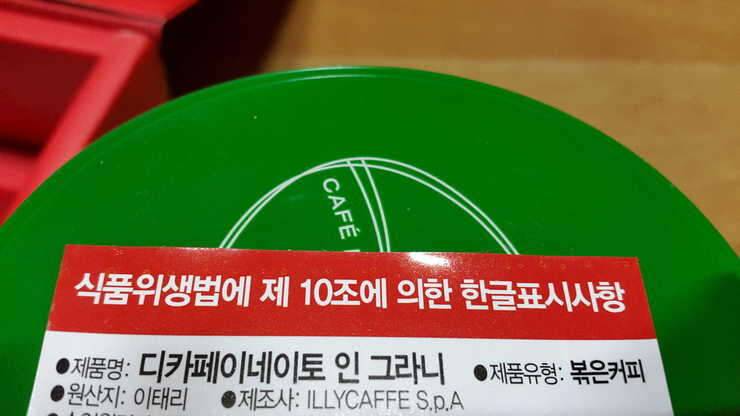 CAFÉ
식품위생법에 제 10조에 의한 한글표시사항
●제품명: 디카페이네이토 인 그라니 ●제품유형: 볶은커피
●원산지: 이태리 ●제조사: ILLYCAFFE S.p.A